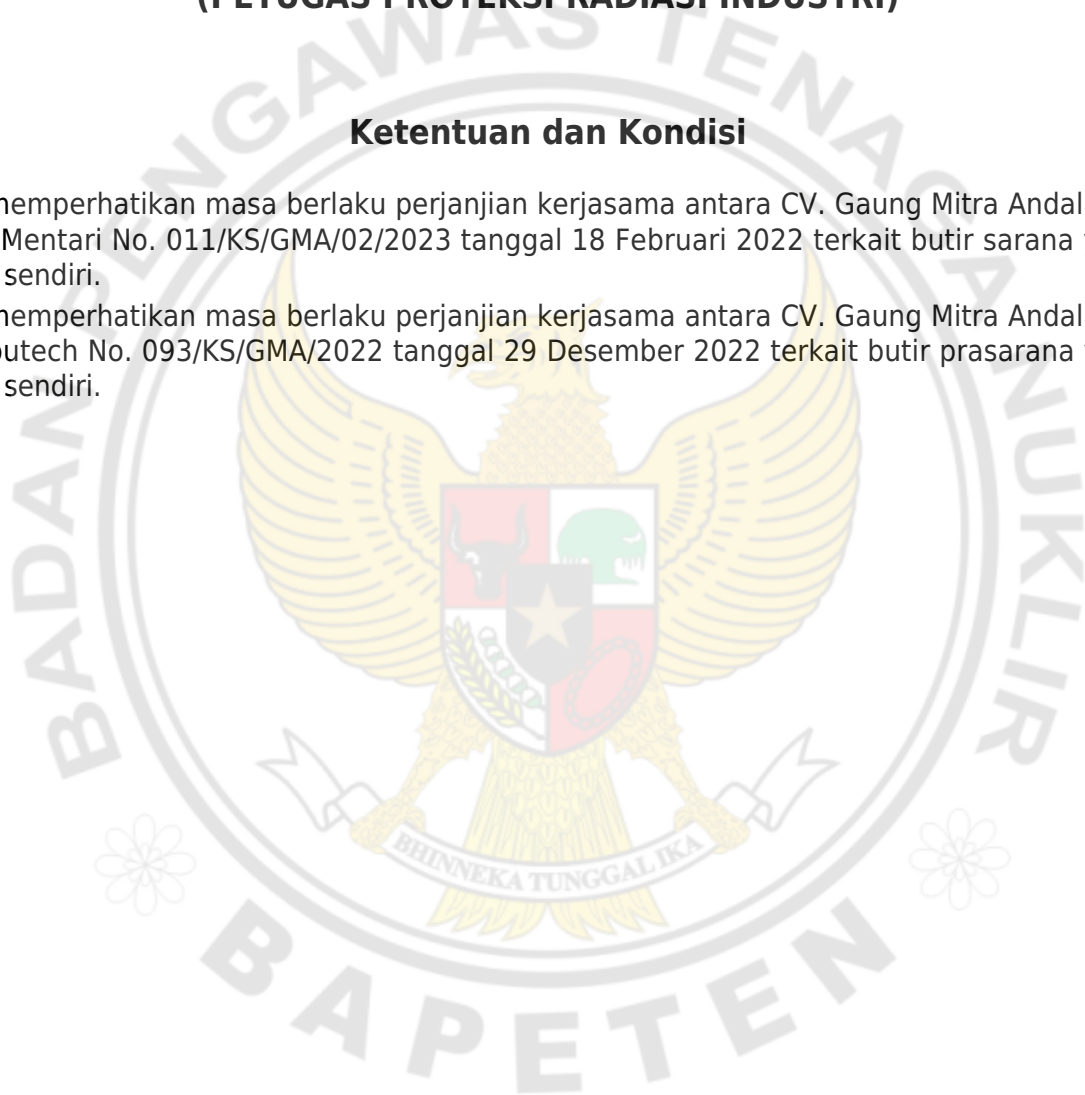 (PETUGAS PROTEKSI RADIASI INDUSTRI)
Ketentuan dan Kondisi
memperhatikan masa berlaku perjanjian kerjasama antara CV. Gaung Mitra Andal
Mentari No. 011/KS/GMA/02/2023 tanggal 18 Februari 2022 terkait butir sarana
sendiri.
memperhatikan masa berlaku perjanjian kerjasama antara CV. Gaung Mitra Andal
utech No. 093/KS/GMA/2022 tanggal 29 Desember 2022 terkait butir prasarana
sendiri.
BADAN PENGAWAS TENAGA NUKLIR
BHINNEKA TUNGGAL IKA
BAPETEN